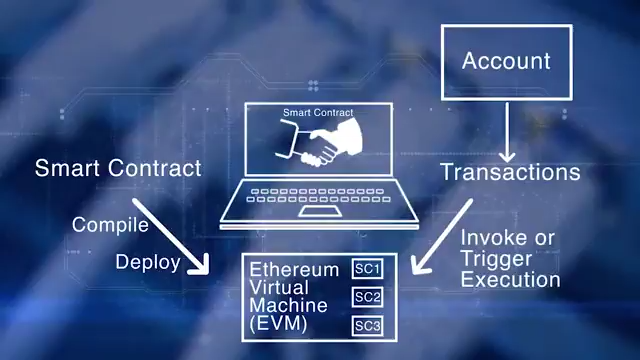 Account
Smart Contract
Smart Contract
Transactions
Compile
Deploy
Invoke or
Trigger
Execution
Ethereum
Virtual
Machine
(EVM)
SC1
SC2
SC3